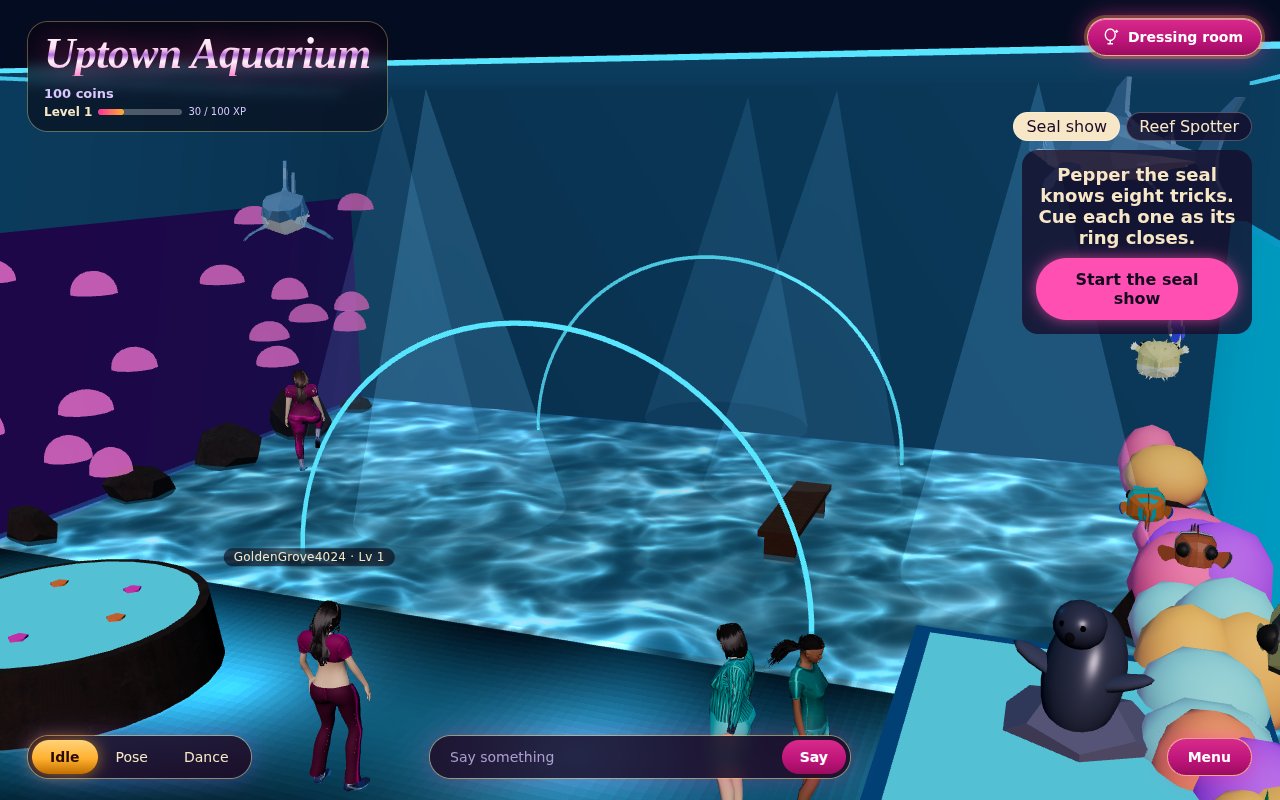 Uptown Aquarium
100 coins
Level 1 30 / 100 XP
Dressing room
Seal show Reef Spotter
Pepper the seal
knows eight tricks.
Cue each one as its
ring closes.
Start the seal
show
GoldenGrove4024 · Lv 1
Idle Pose Dance
Say something Say
Menu